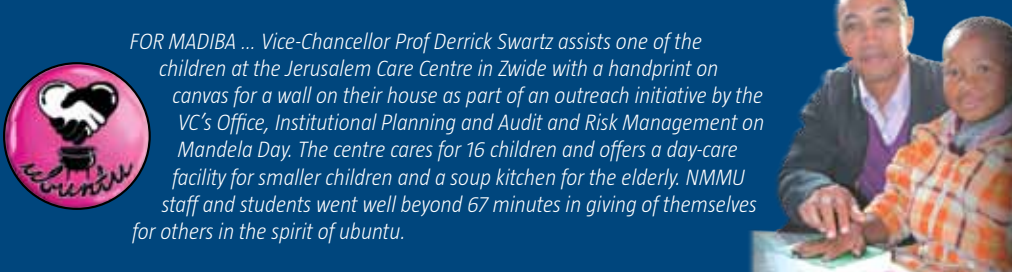 FOR MADIBA ... Vice-Chancellor Prof Derrick Swartz assists one of the
children at the Jerusalem Care Centre in Zwide with a handprint on
canvas for a wall on their house as part of an outreach initiative by the
VC's Office, Institutional Planning and Audit and Risk Management on
Mandela Day. The centre cares for 16 children and offers a day-care
facility for smaller children and a soup kitchen for the elderly. NMMU
staff and students went well beyond 67 minutes in giving of themselves
for others in the spirit of ubuntu.
ubuntu